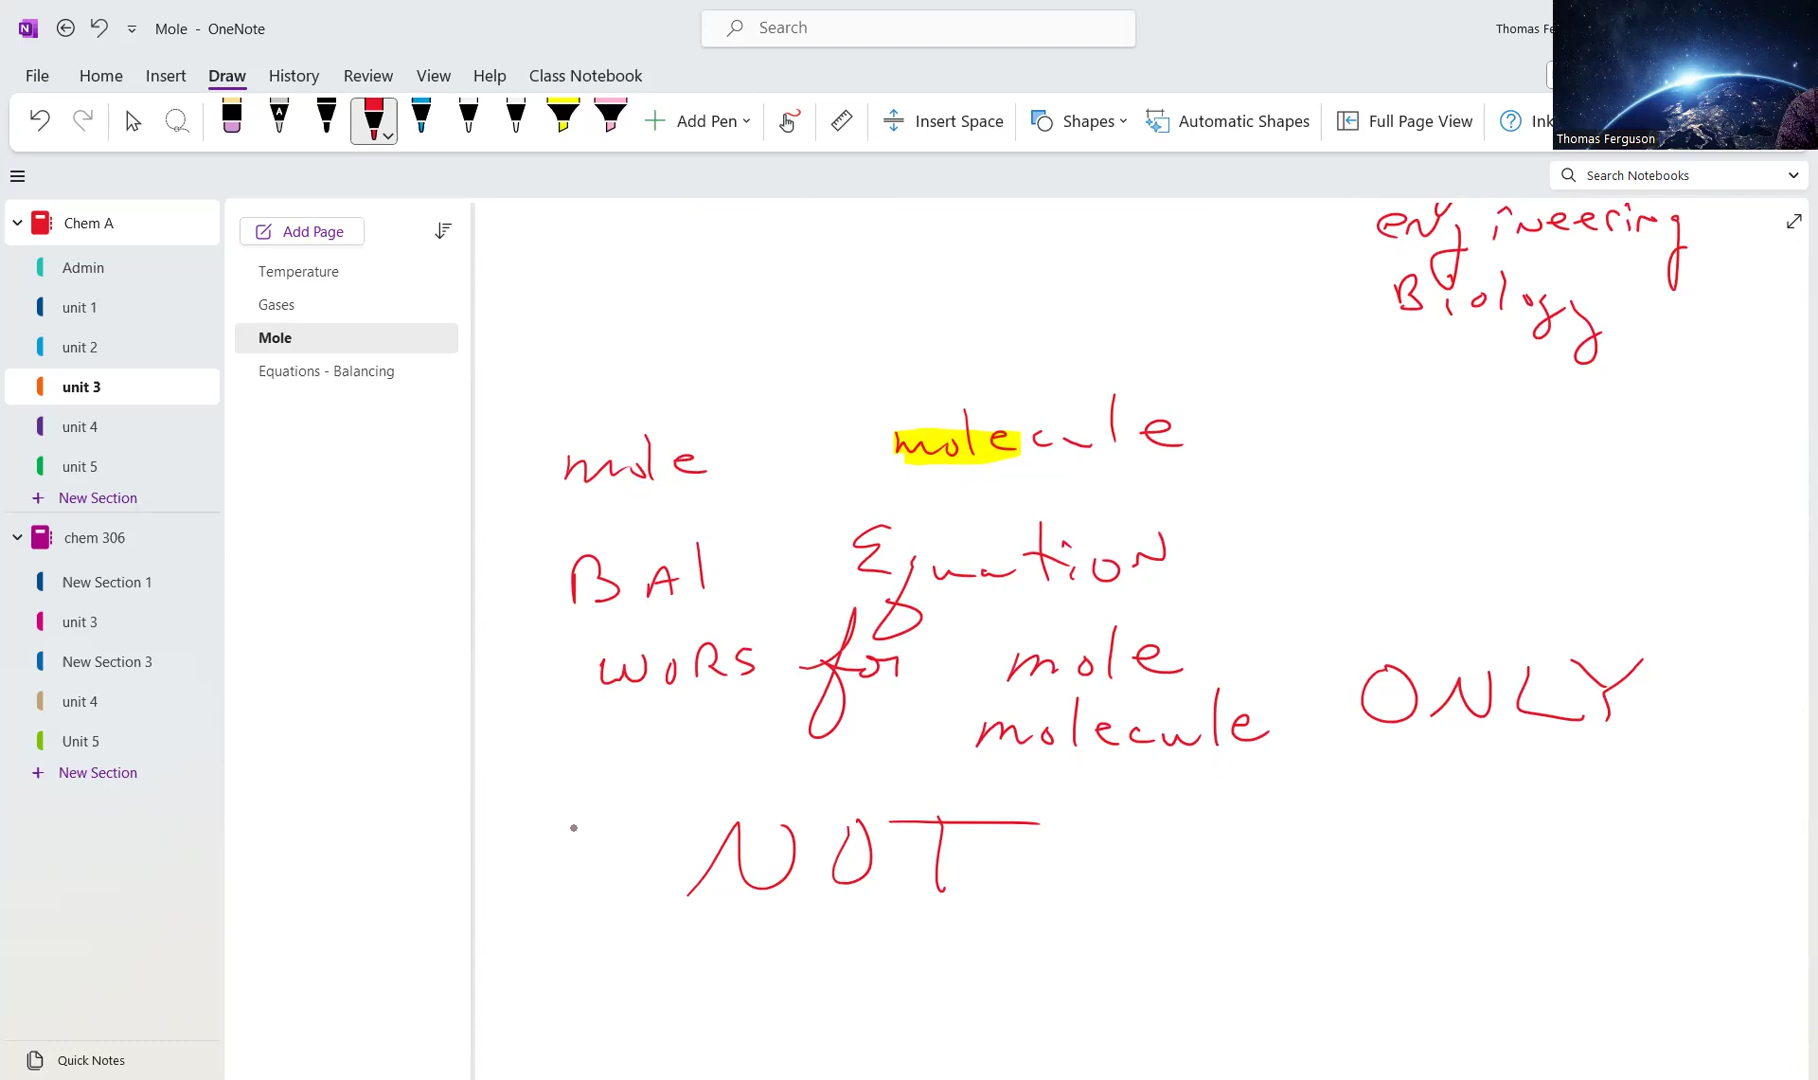 Mole - OneNote
Search
Thomas Fe
File Home Insert Draw History Review View Help Class Notebook
A
Add Pen
Insert Space
Shapes
Automatic Shapes
Full Page View
Ink
Thomas Ferguson
Search Notebooks
Chem A
Admin
unit 1
unit 2
unit 3
unit 4
unit 5
New Section
chem 306
New Section 1
unit 3
New Section 3
unit 4
Unit 5
New Section
Quick Notes
Add Page
Temperature
Gases
Mole
Equations - Balancing
engineering
Biology
mole molecule
BAl Equation
WORS for mole
molecule ONLY
NOT